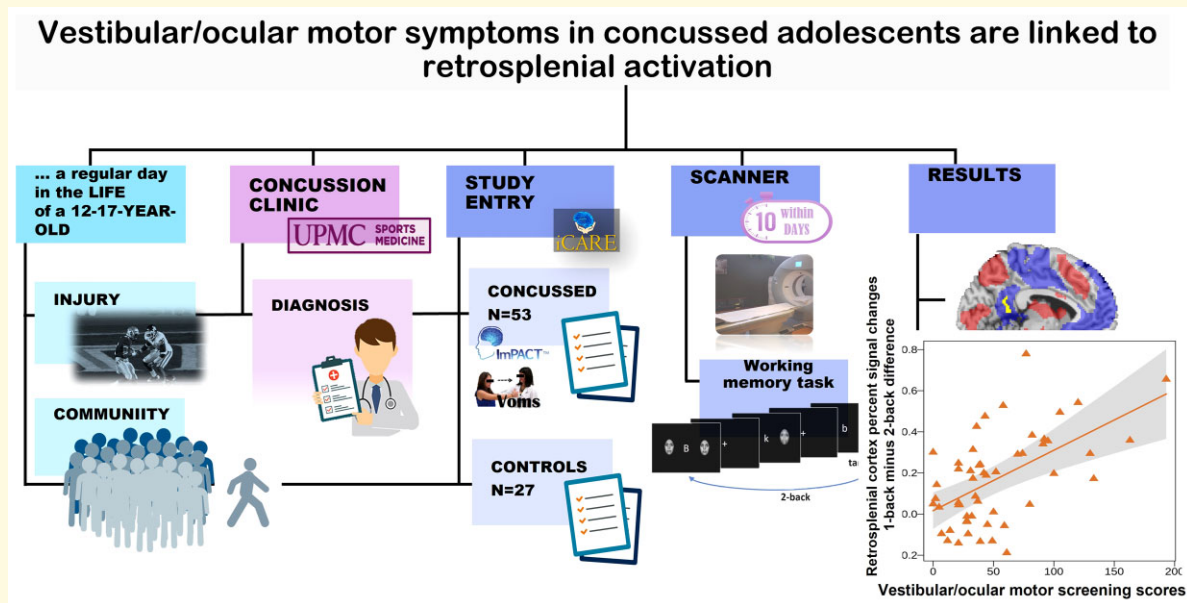 Vestibular/ocular motor symptoms in concussed adolescents are linked to
retrosplenial activation
... a regular day
in the LIFE
of a 12-17-YEAR-
OLD
INJURY
COMMUNIITY
CONCUSSION
CLINIC
UPMC SPORTS
MEDICINE
DIAGNOSIS
STUDY
ENTRY
iCARE
CONCUSSED
N=53
ImPACT™
Voms
CONTROLS
N=27
SCANNER
10 within
DAYS
Working
memory task
B
+
k
+
b
ta
2-back
RESULTS
Retrosplenial cortex percent signal changes
1-back minus 2-back difference
0.8
0.6
0.4
0.2
0.0
0.2
0
50
100
150
200
Vestibular/ocular motor screening scores